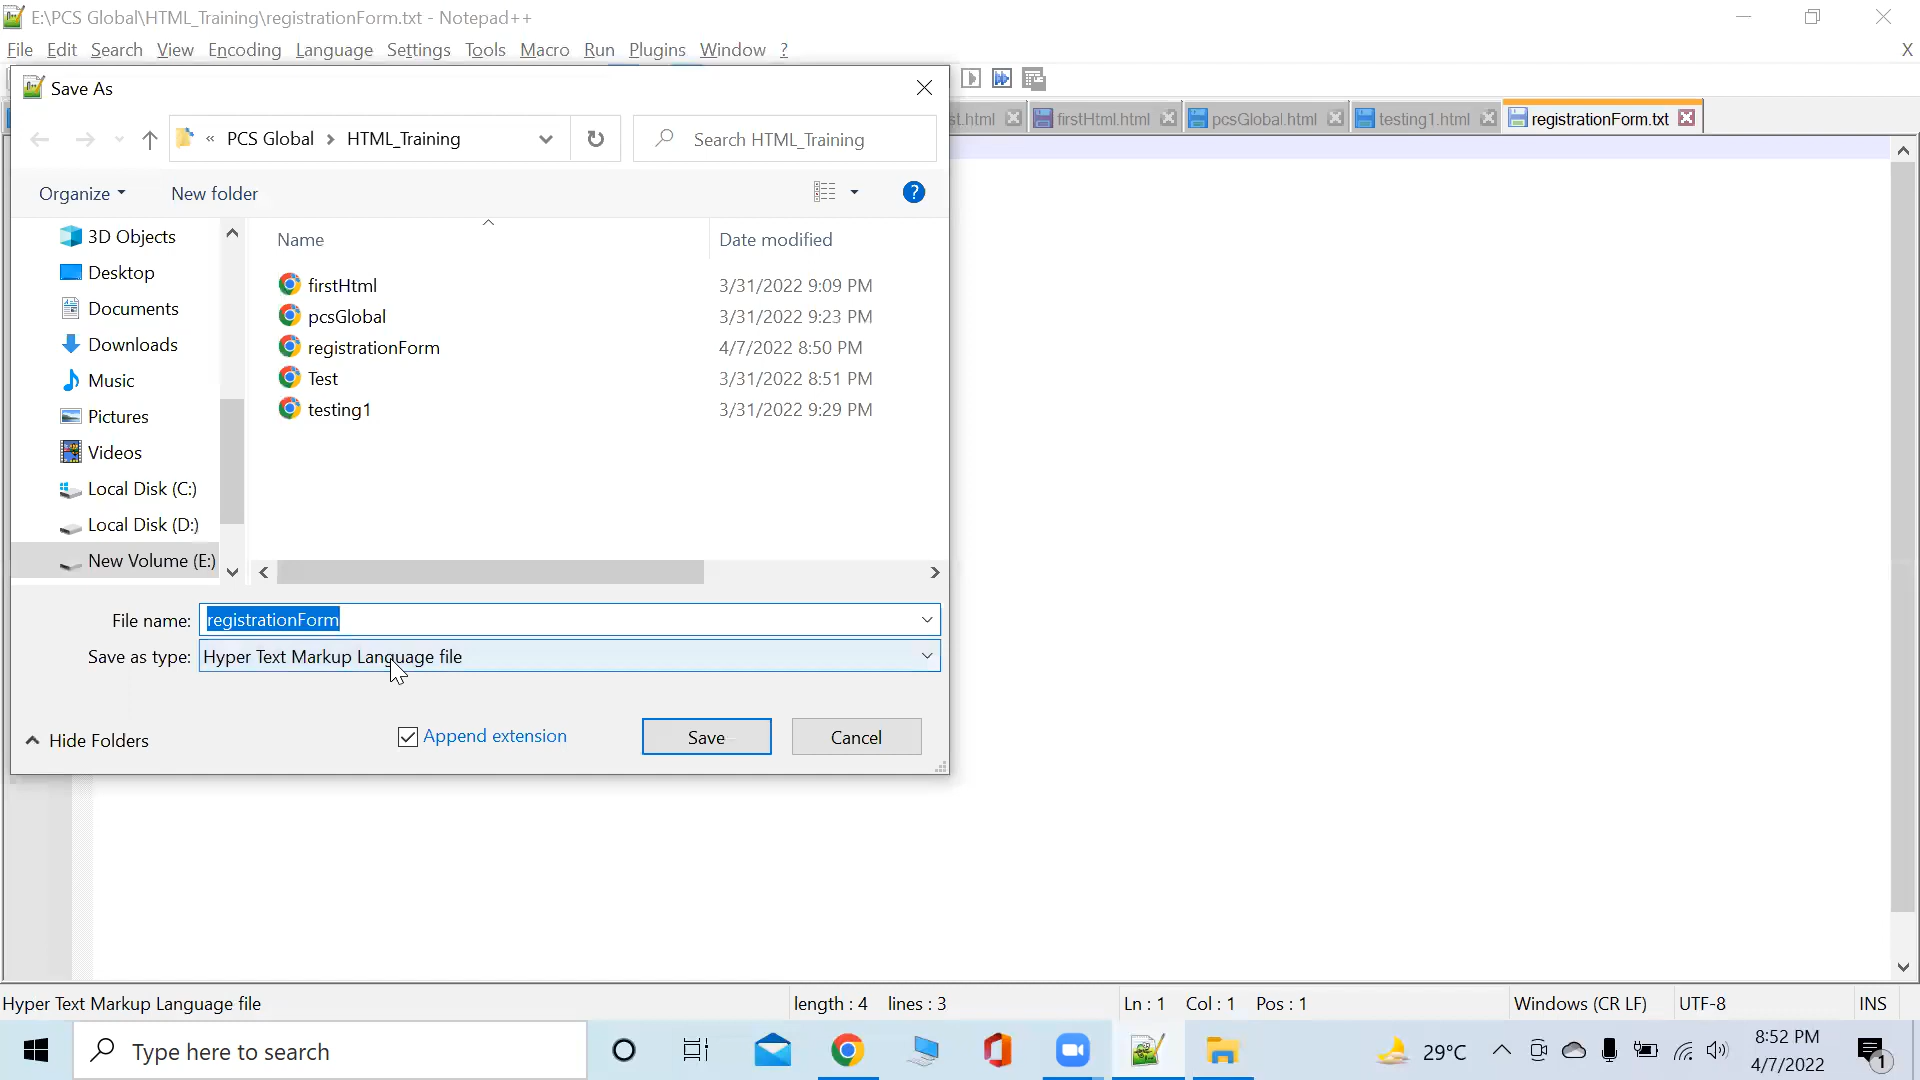 E:\PCS Global\HTML_Training\registrationForm.txt - Notepad++
File Edit Search View Encoding Language Settings Tools Macro Run Plugins Window ?
X
Save As
st.html firstHtml.html pcsGlobal.html testing1.html registrationForm.txt
« PCS Global > HTML_Training
Search HTML_Training
Organize
New folder
?
3D Objects
Desktop
Documents
Downloads
Music
Pictures
Videos
Local Disk (C:)
Local Disk (D:)
New Volume (E:)
Name Date modified
firstHtml 3/31/2022 9:09 PM
pcsGlobal 3/31/2022 9:23 PM
registrationForm 4/7/2022 8:50 PM
Test 3/31/2022 8:51 PM
testing1 3/31/2022 9:29 PM
File name: registrationForm
Save as type: Hyper Text Markup Language file
Hide Folders
Append extension
Save
Cancel
Hyper Text Markup Language file length : 4 lines : 3 Ln : 1 Col : 1 Pos : 1 Windows (CR LF) UTF-8 INS
Type here to search
29°C
8:52 PM
4/7/2022
1